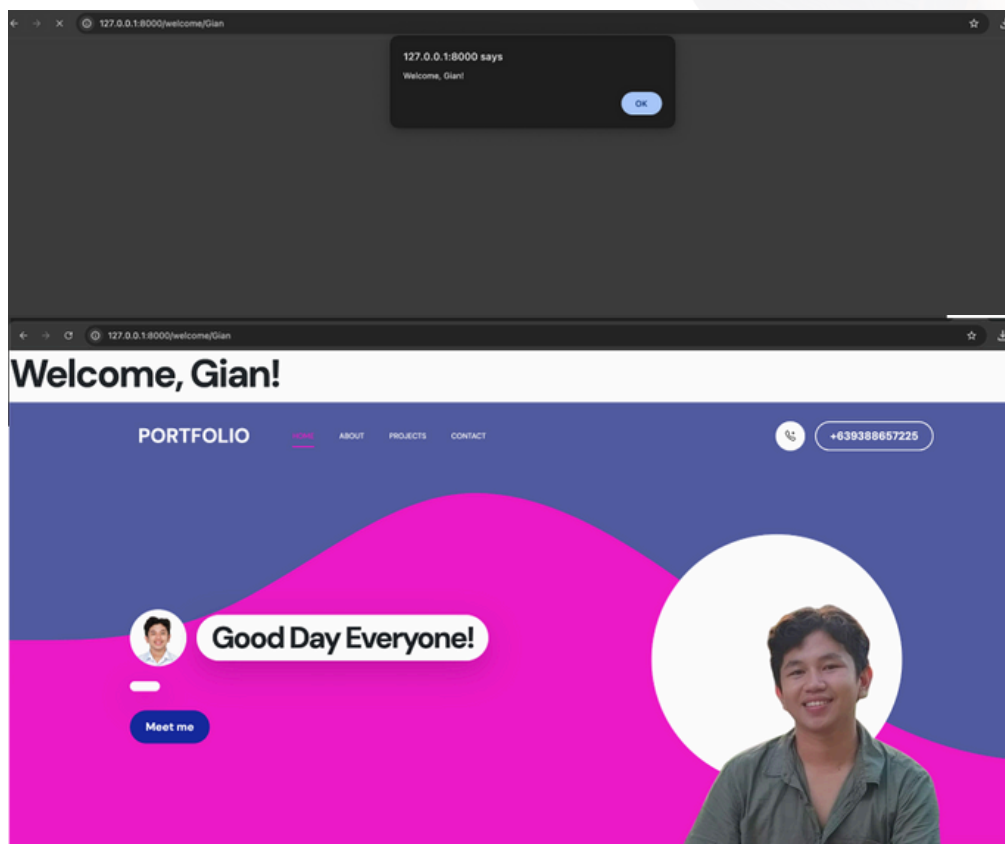 127.0.0.1:8000/welcome/Gian
127.0.0.1:8000 says
Welcome, Gian!
OK
127.0.0.1:8000/welcome/Gian
Welcome, Gian!
PORTFOLIO HOME ABOUT PROJECTS CONTACT +639388657225
Good Day Everyone!
Meet me